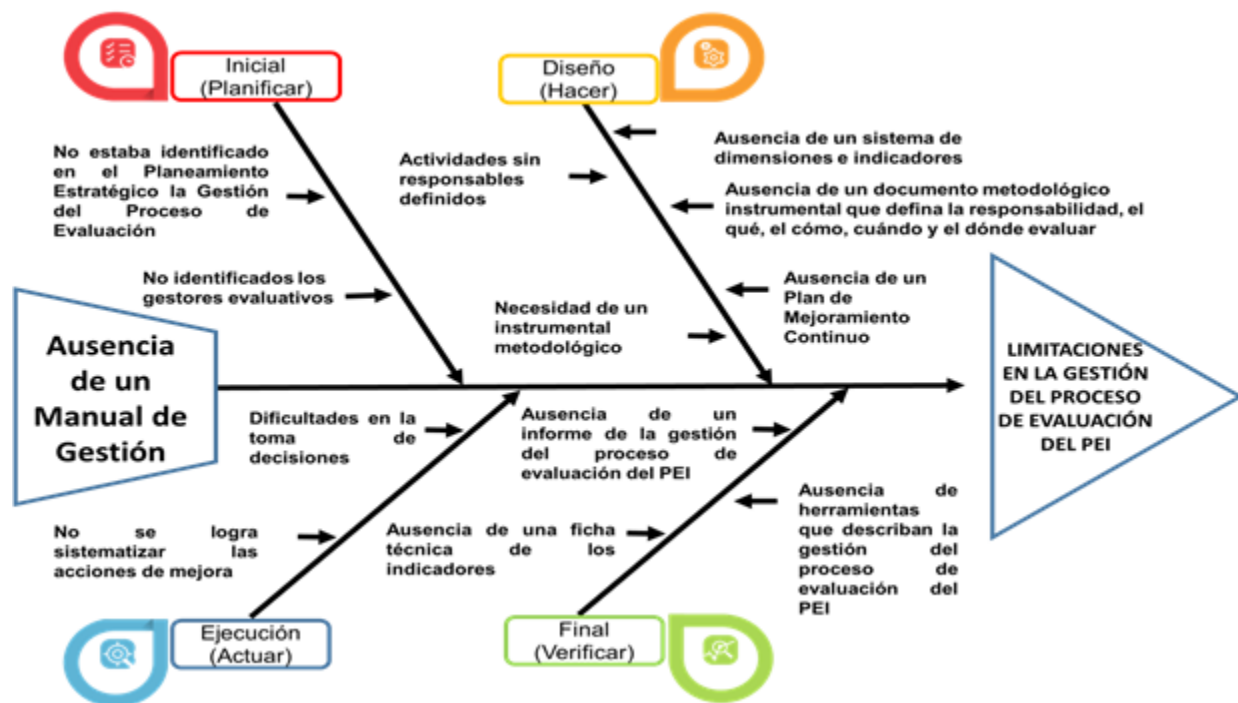 Inicial
(Planificar)
Diseño
(Hacer)
No estaba identificado
en el Planeamiento
Estratégico la Gestión
del Proceso de
Evaluación
No identificados los
gestores evaluativos
Actividades sin
responsables
definidos
Necesidad de un
instrumental
metodológico
Ausencia de un sistema de
dimensiones e indicadores
Ausencia de un documento metodológico
instrumental que defina la responsabilidad, el
qué, el cómo, cuándo y el dónde evaluar
Ausencia de un
Plan de
Mejoramiento
Continuo
Ausencia
de un
Manual de
Gestión
LIMITACIONES
EN LA GESTIÓN
DEL PROCESO
DE EVALUACIÓN
DEL PEI
Dificultades en la
toma de
decisiones
No se logra
sistematizar las
acciones de mejora
Ausencia de un
informe de la gestión
del proceso de
evaluación del PEI
Ausencia de una ficha
técnica de los
indicadores
Ausencia de
herramientas
que describan la
gestión del
proceso de
evaluación del
PEI
Ejecución
(Actuar)
Final
(Verificar)